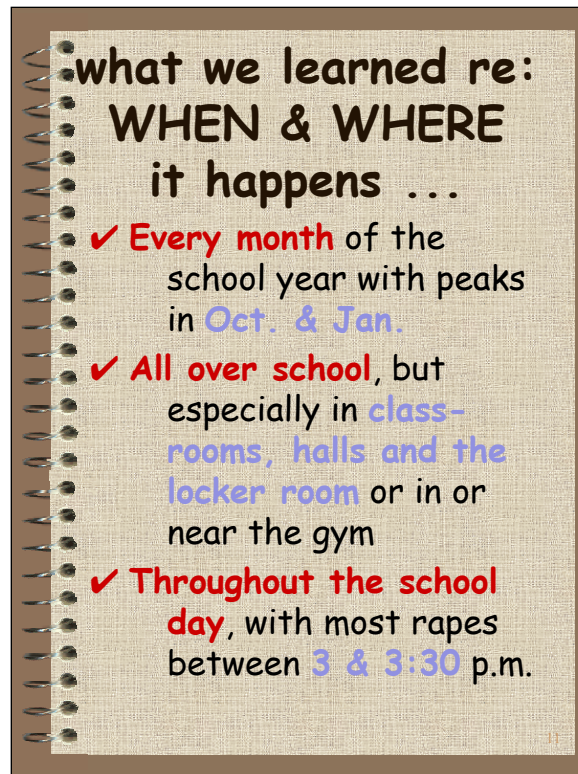 what we learned re:
WHEN & WHERE
it happens ...
✔ Every month of the
school year with peaks
in Oct. & Jan.
✔ All over school, but
especially in class-
rooms, halls and the
locker room or in or
near the gym
✔ Throughout the school
day, with most rapes
between 3 & 3:30 p.m.